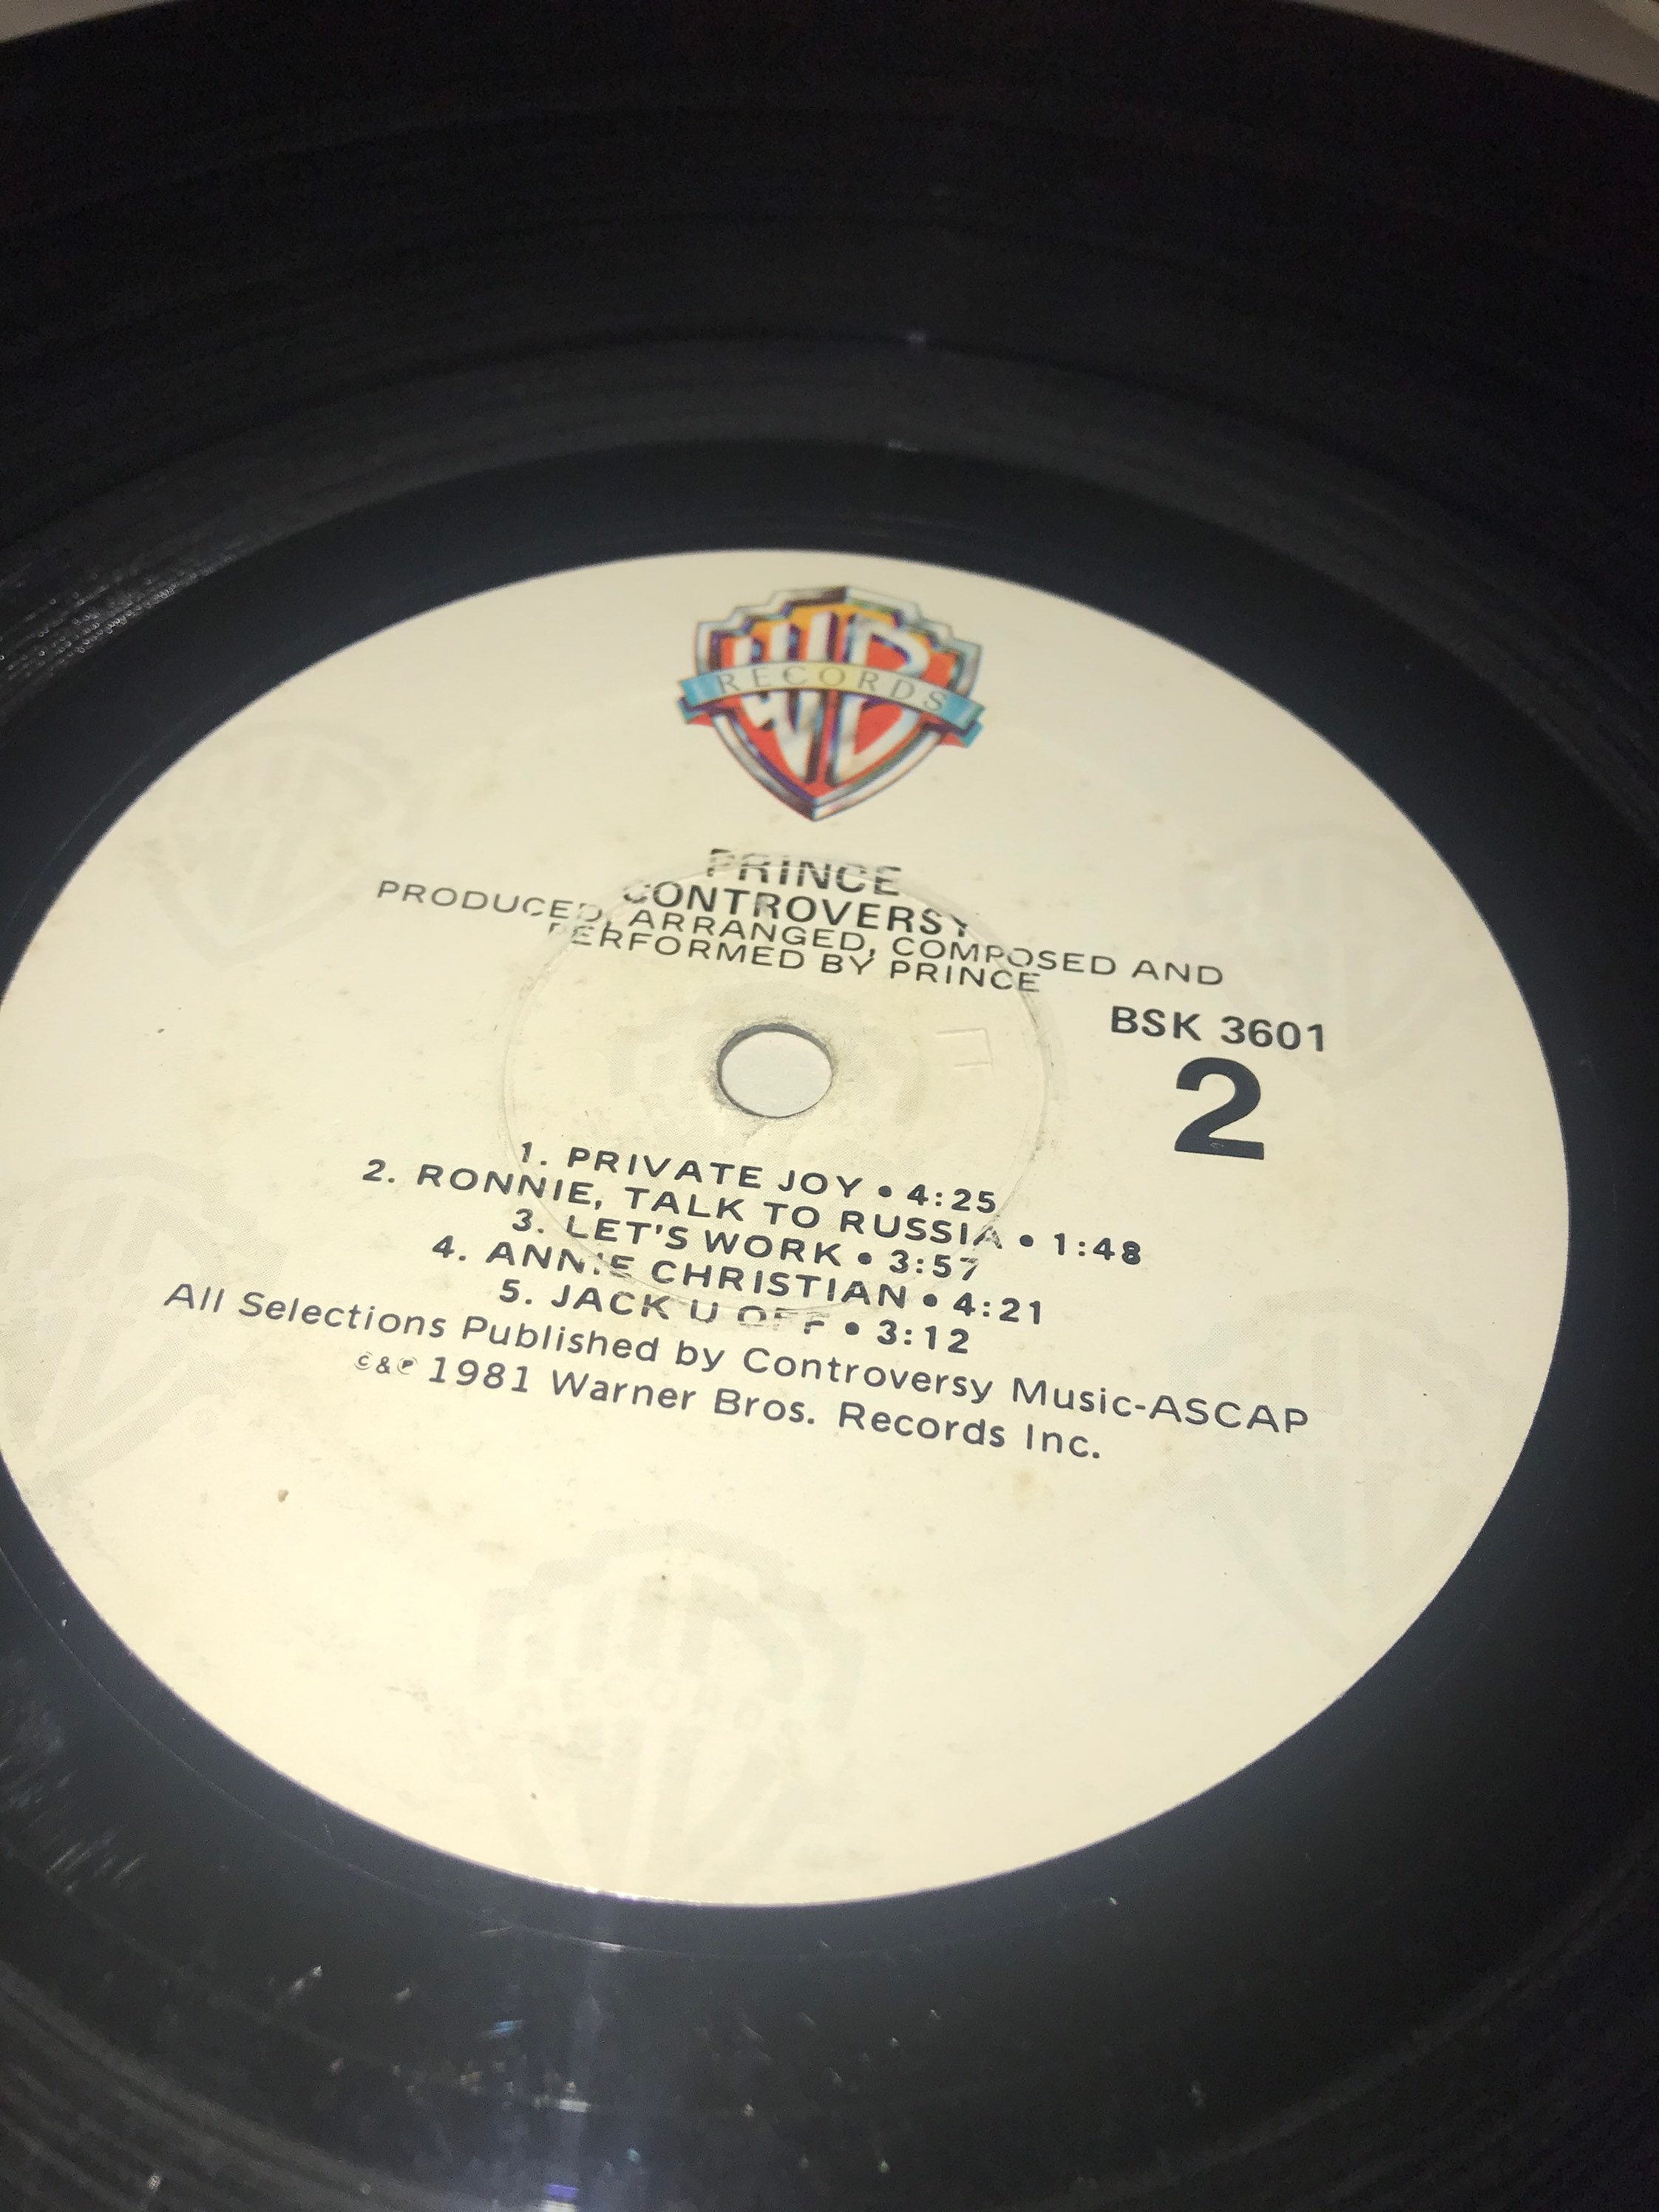 WB
RECORDS
PRINCE
CONTROVERSY
PRODUCED, ARRANGED, COMPOSED AND
PERFORMED BY PRINCE
BSK 3601
2
1. PRIVATE JOY • 4:25
2. RONNIE, TALK TO RUSSIA • 1:48
3. LET'S WORK • 3:57
4. ANNIE CHRISTIAN • 4:21
5. JACK U OFF • 3:12
All Selections Published by Controversy Music-ASCAP
©&℗ 1981 Warner Bros. Records Inc.